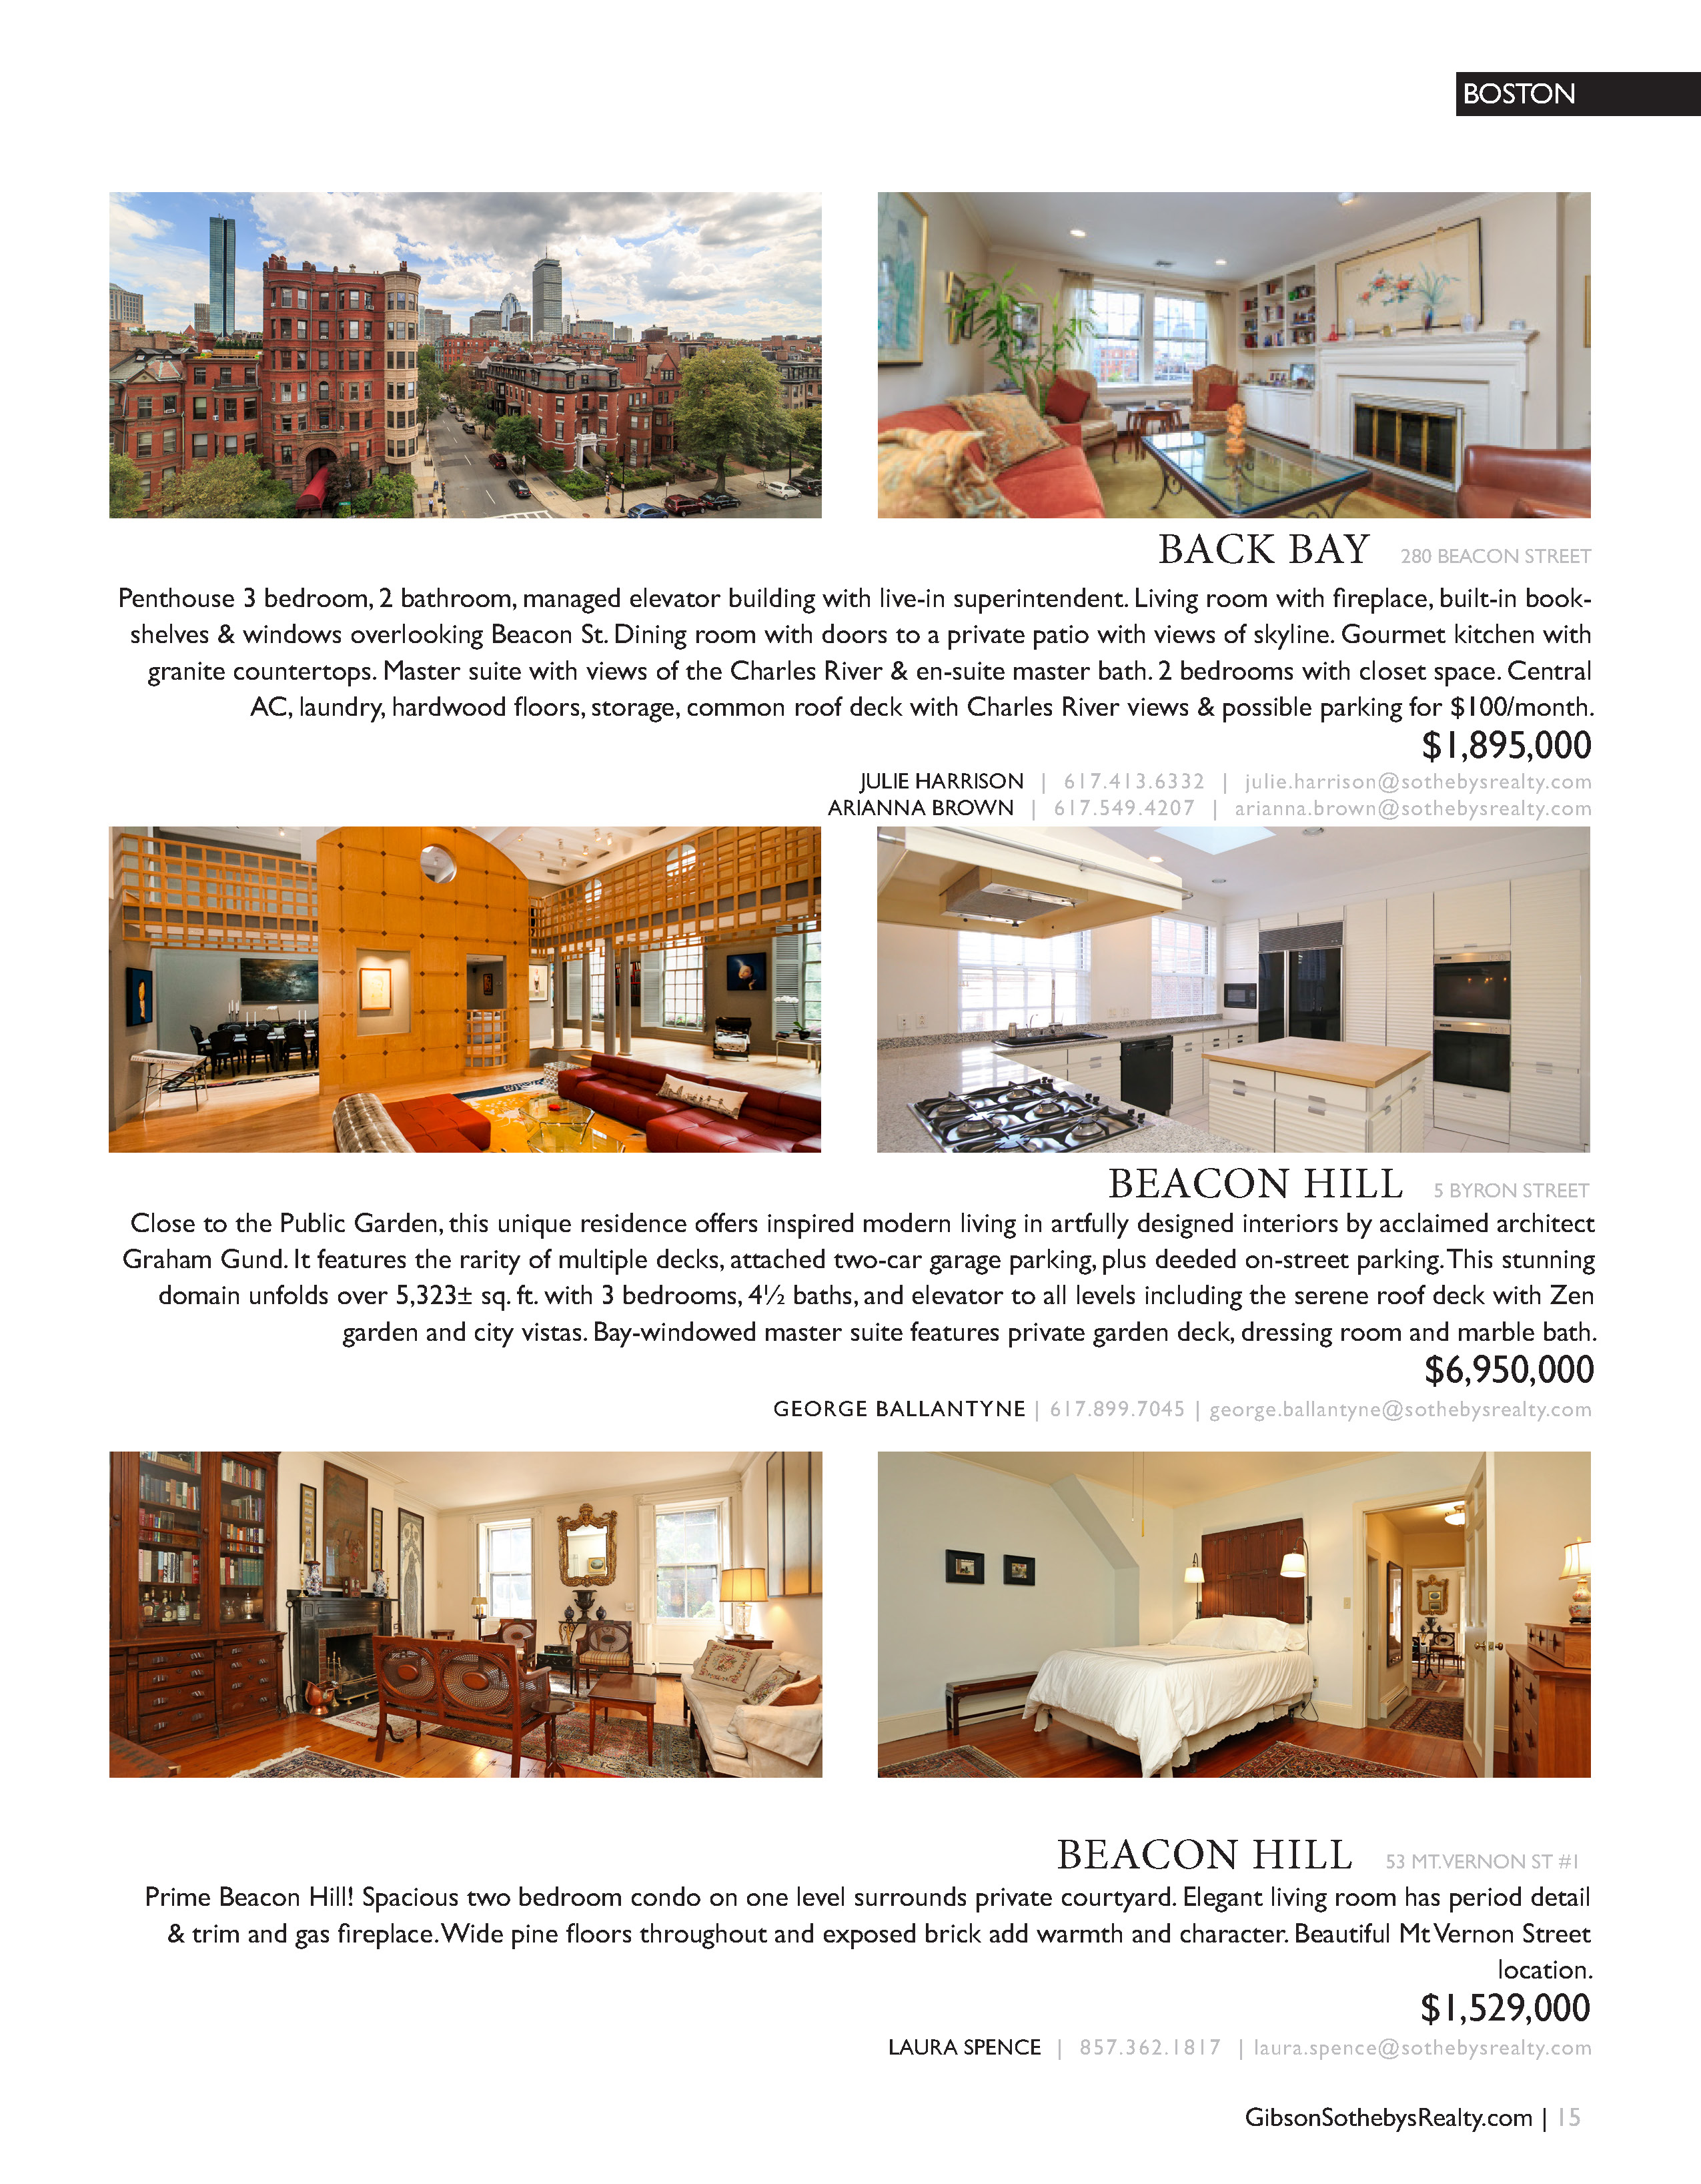 BOSTON
BACK BAY 280 BEACON STREET
Penthouse 3 bedroom, 2 bathroom, managed elevator building with live-in superintendent. Living room with fireplace, built-in book-
shelves & windows overlooking Beacon St. Dining room with doors to a private patio with views of skyline. Gourmet kitchen with
granite countertops. Master suite with views of the Charles River & en-suite master bath. 2 bedrooms with closet space. Central
AC, laundry, hardwood floors, storage, common roof deck with Charles River views & possible parking for $100/month.
$1,895,000
JULIE HARRISON | 617.413.6332 | julie.harrison@sothebysrealty.com
ARIANNA BROWN | 617.549.4207 | arianna.brown@sothebysrealty.com
BEACON HILL 5 BYRON STREET
Close to the Public Garden, this unique residence offers inspired modern living in artfully designed interiors by acclaimed architect
Graham Gund. It features the rarity of multiple decks, attached two-car garage parking, plus deeded on-street parking. This stunning
domain unfolds over 5,323± sq. ft. with 3 bedrooms, 4½ baths, and elevator to all levels including the serene roof deck with Zen
garden and city vistas. Bay-windowed master suite features private garden deck, dressing room and marble bath.
$6,950,000
GEORGE BALLANTYNE | 617.899.7045 | george.ballantyne@sothebysrealty.com
BEACON HILL 53 MT. VERNON ST #1
Prime Beacon Hill! Spacious two bedroom condo on one level surrounds private courtyard. Elegant living room has period detail
& trim and gas fireplace. Wide pine floors throughout and exposed brick add warmth and character. Beautiful Mt Vernon Street
location.
$1,529,000
LAURA SPENCE | 857.362.1817 | laura.spence@sothebysrealty.com
GibsonSothebysRealty.com | 15